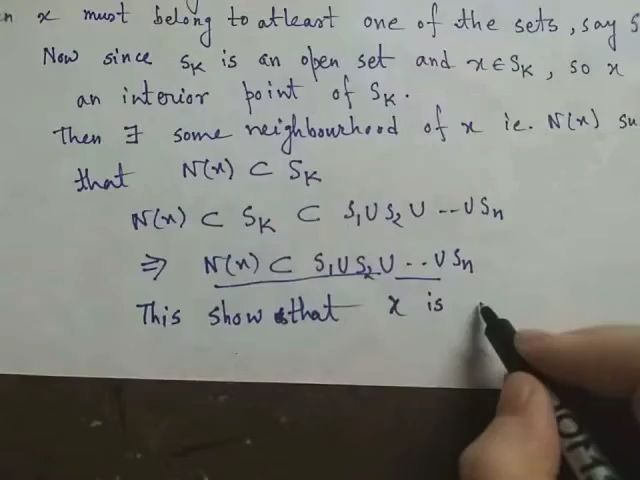 n x must belong to atleast one of the sets, say S
Now since SK is an open set and x ∈ SK, so x
an interior point of SK.
Then ∃ some neighbourhood of x ie. N(x) su
that N(x) ⊂ SK
N(x) ⊂ SK ⊂ S1 U S2 U --- U Sn
⇒ N(x) ⊂ S1 U S2 U ... U Sn
This shows that x is